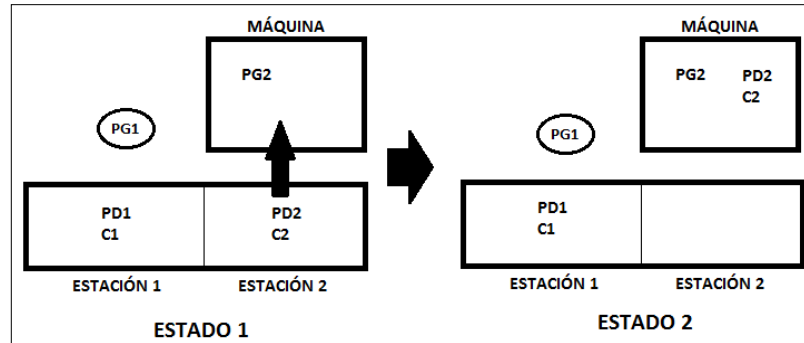 MÁQUINA
PG2
PG1
PD1
C1
PD2
C2
ESTACIÓN 1
ESTACIÓN 2
ESTADO 1
MÁQUINA
PG2
PD2
C2
PG1
PD1
C1
ESTACIÓN 1
ESTACIÓN 2
ESTADO 2